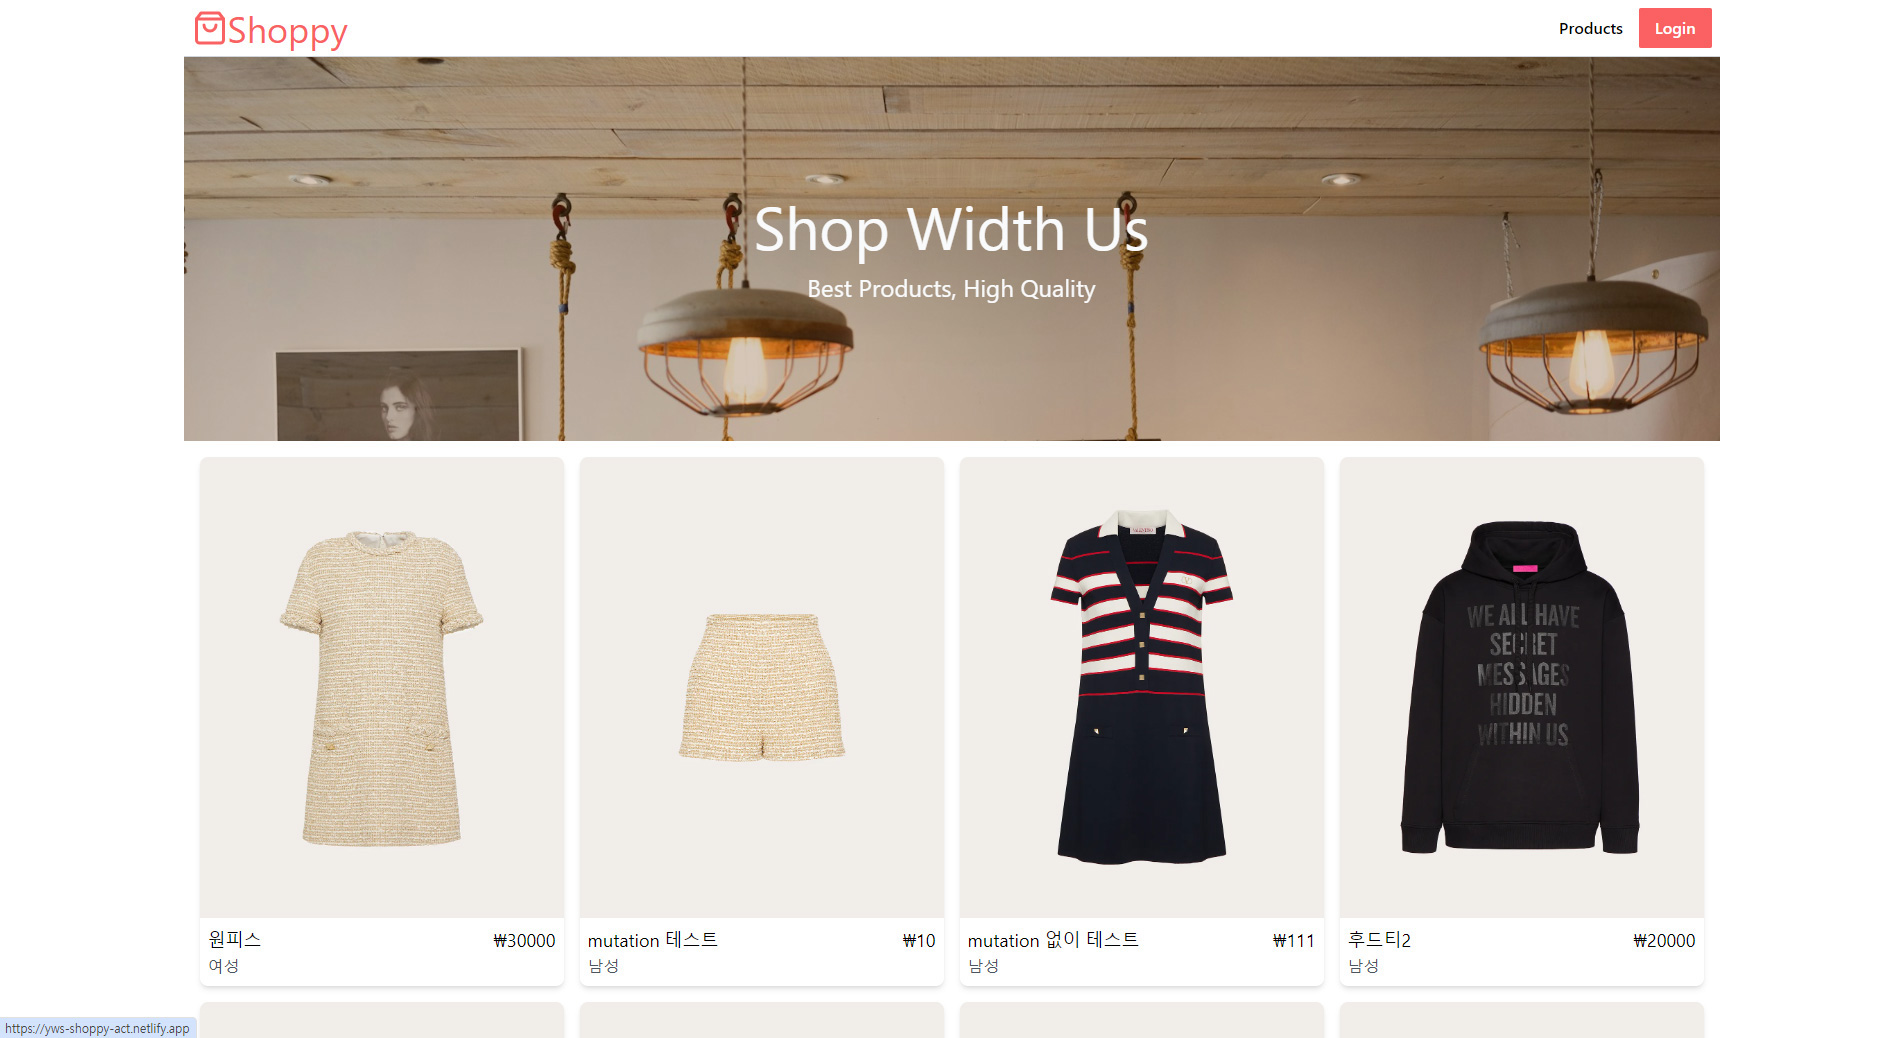 Shoppy
Products
Login
Shop Width Us
Best Products, High Quality
WE ALL HAVE
SECRET
MESSAGES
HIDDEN
WITHIN US
원피스
₩30000
여성
mutation 테스트
₩10
남성
mutation 없이 테스트
₩111
남성
후드티2
₩20000
남성
https://yws-shoppy-act.netlify.app